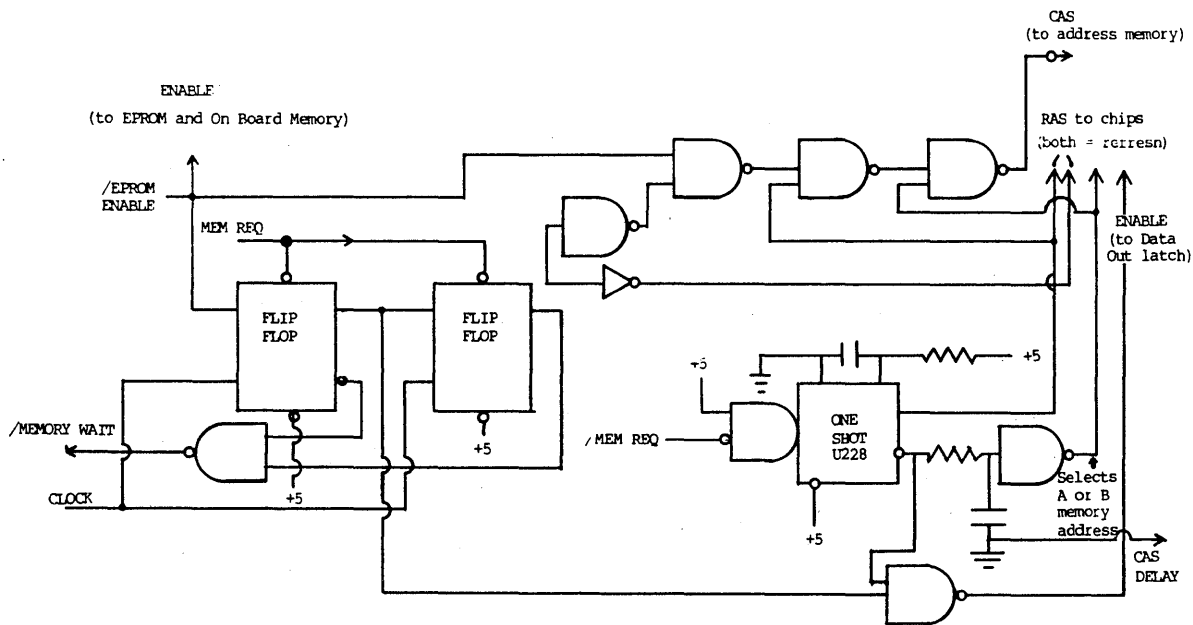 CAS
(to address memory)
ENABLE
(to EPROM and On Board Memory)
RAS to chips
(both = rerresn)
/EPROM
ENABLE
MEM REQ
ENABLE
(to Data
Out latch)
FLIP
FLOP
FLIP
FLOP
+5
+5
ONE
SHOT
U228
/MEMORY WAIT
/MEM REQ
+5
Selects
A or B
memory
address
CLOCK
+5
+5
CAS
DELAY